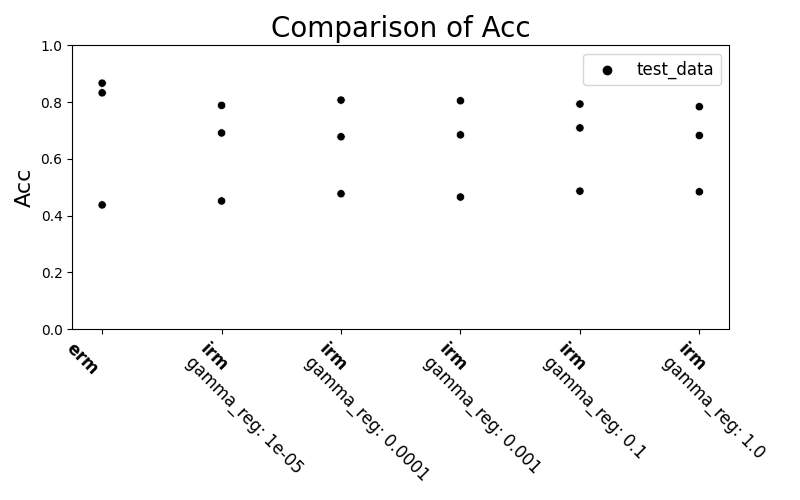 Comparison of Acc
1.0
0.8
0.6
0.4
0.2
0.0
Acc
test_data
erm
irm
gamma_reg: 1e-05
irm
gamma_reg: 0.0001
irm
gamma_reg: 0.001
irm
gamma_reg: 0.1
irm
gamma_reg: 1.0